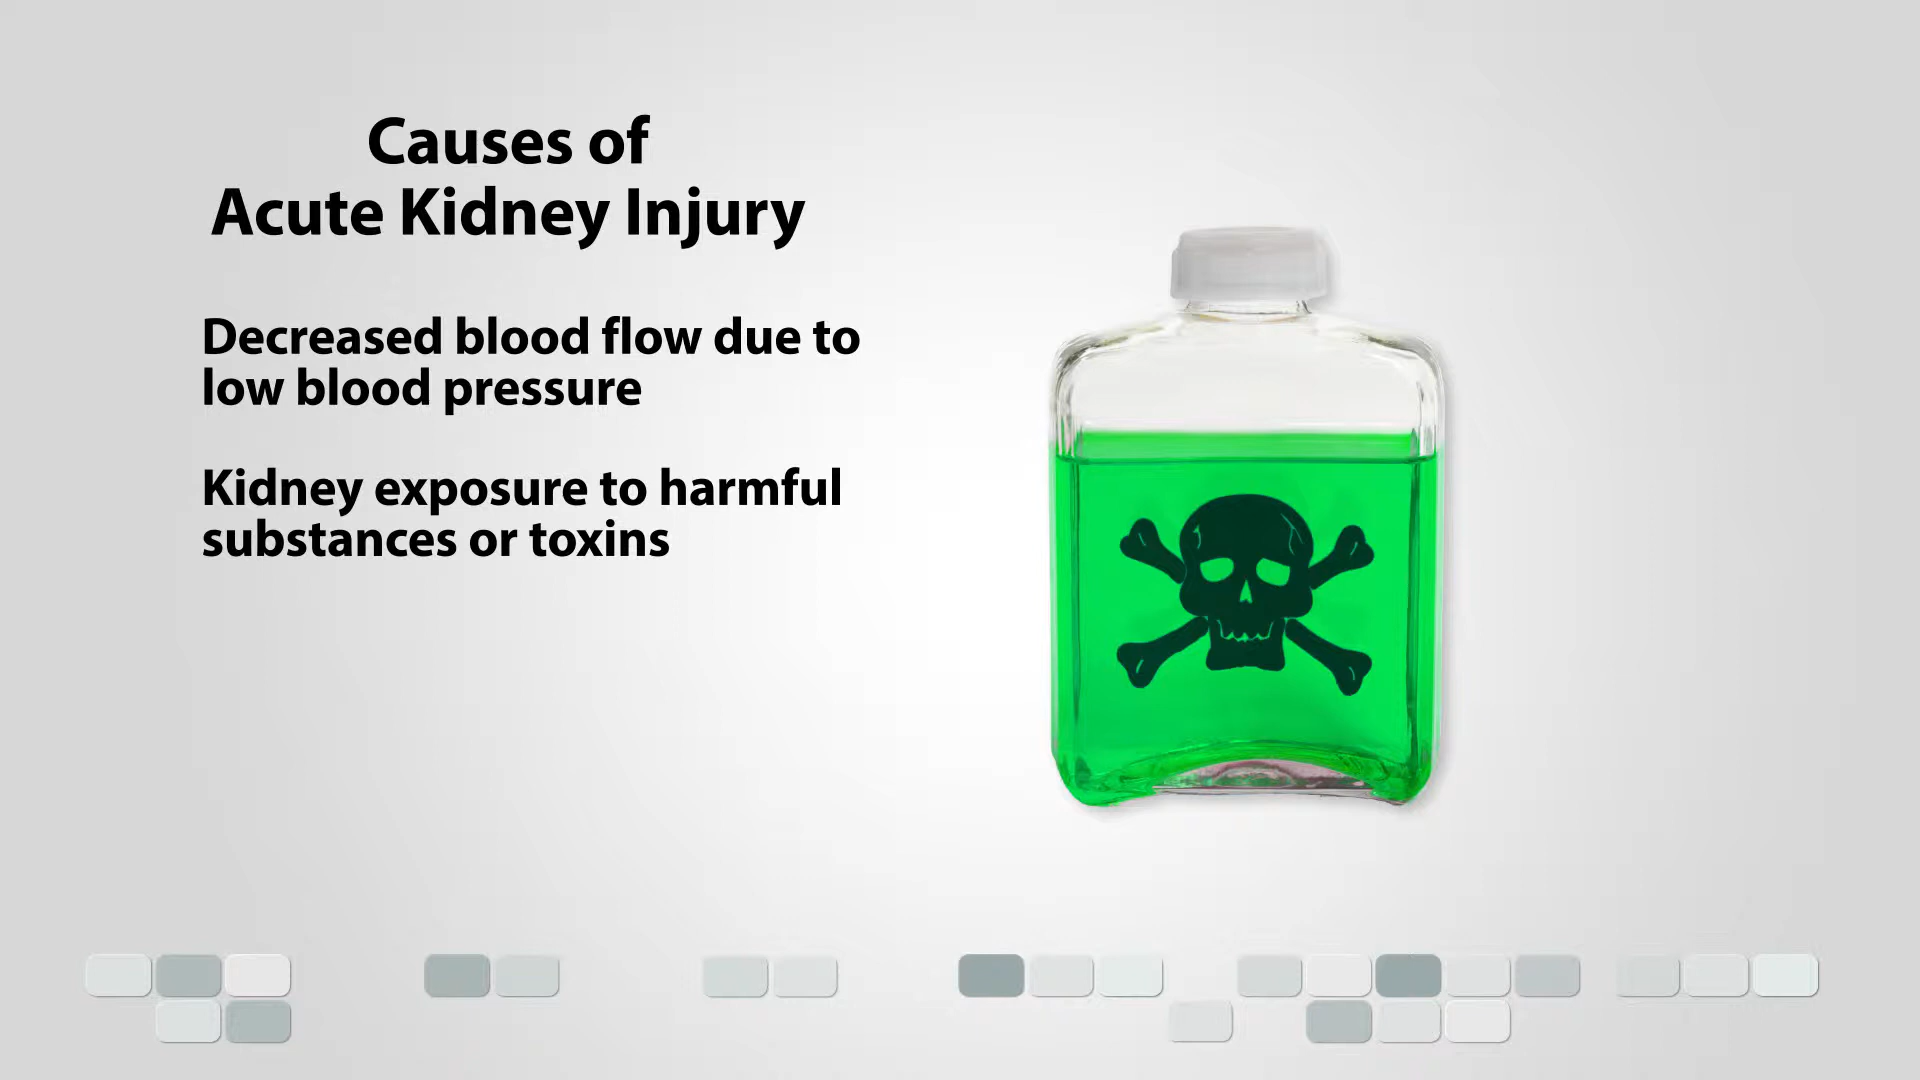 Causes of
Acute Kidney Injury
Decreased blood flow due to
low blood pressure
Kidney exposure to harmful
substances or toxins